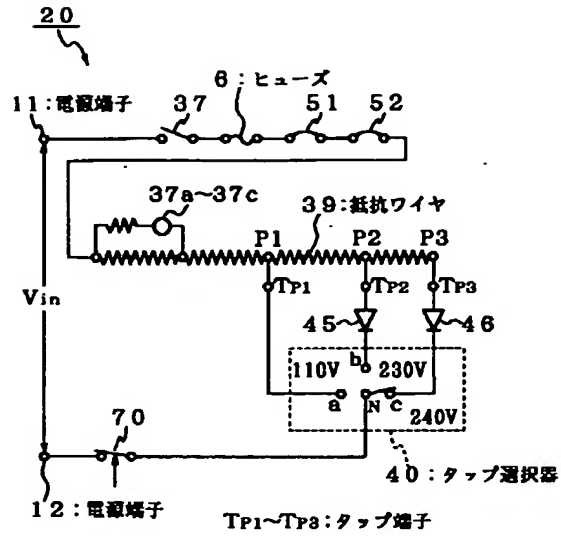 20
6:ヒューズ
11:電源端子
37
51
52
37a~37c
39:抵抗ワイヤ
P1
P2
P3
TP1
TP2
TP3
Vin
45
46
b
110V
230V
a
N
c
240V
70
40:タップ選択器
12:電源端子
TP1~TP3:タップ端子